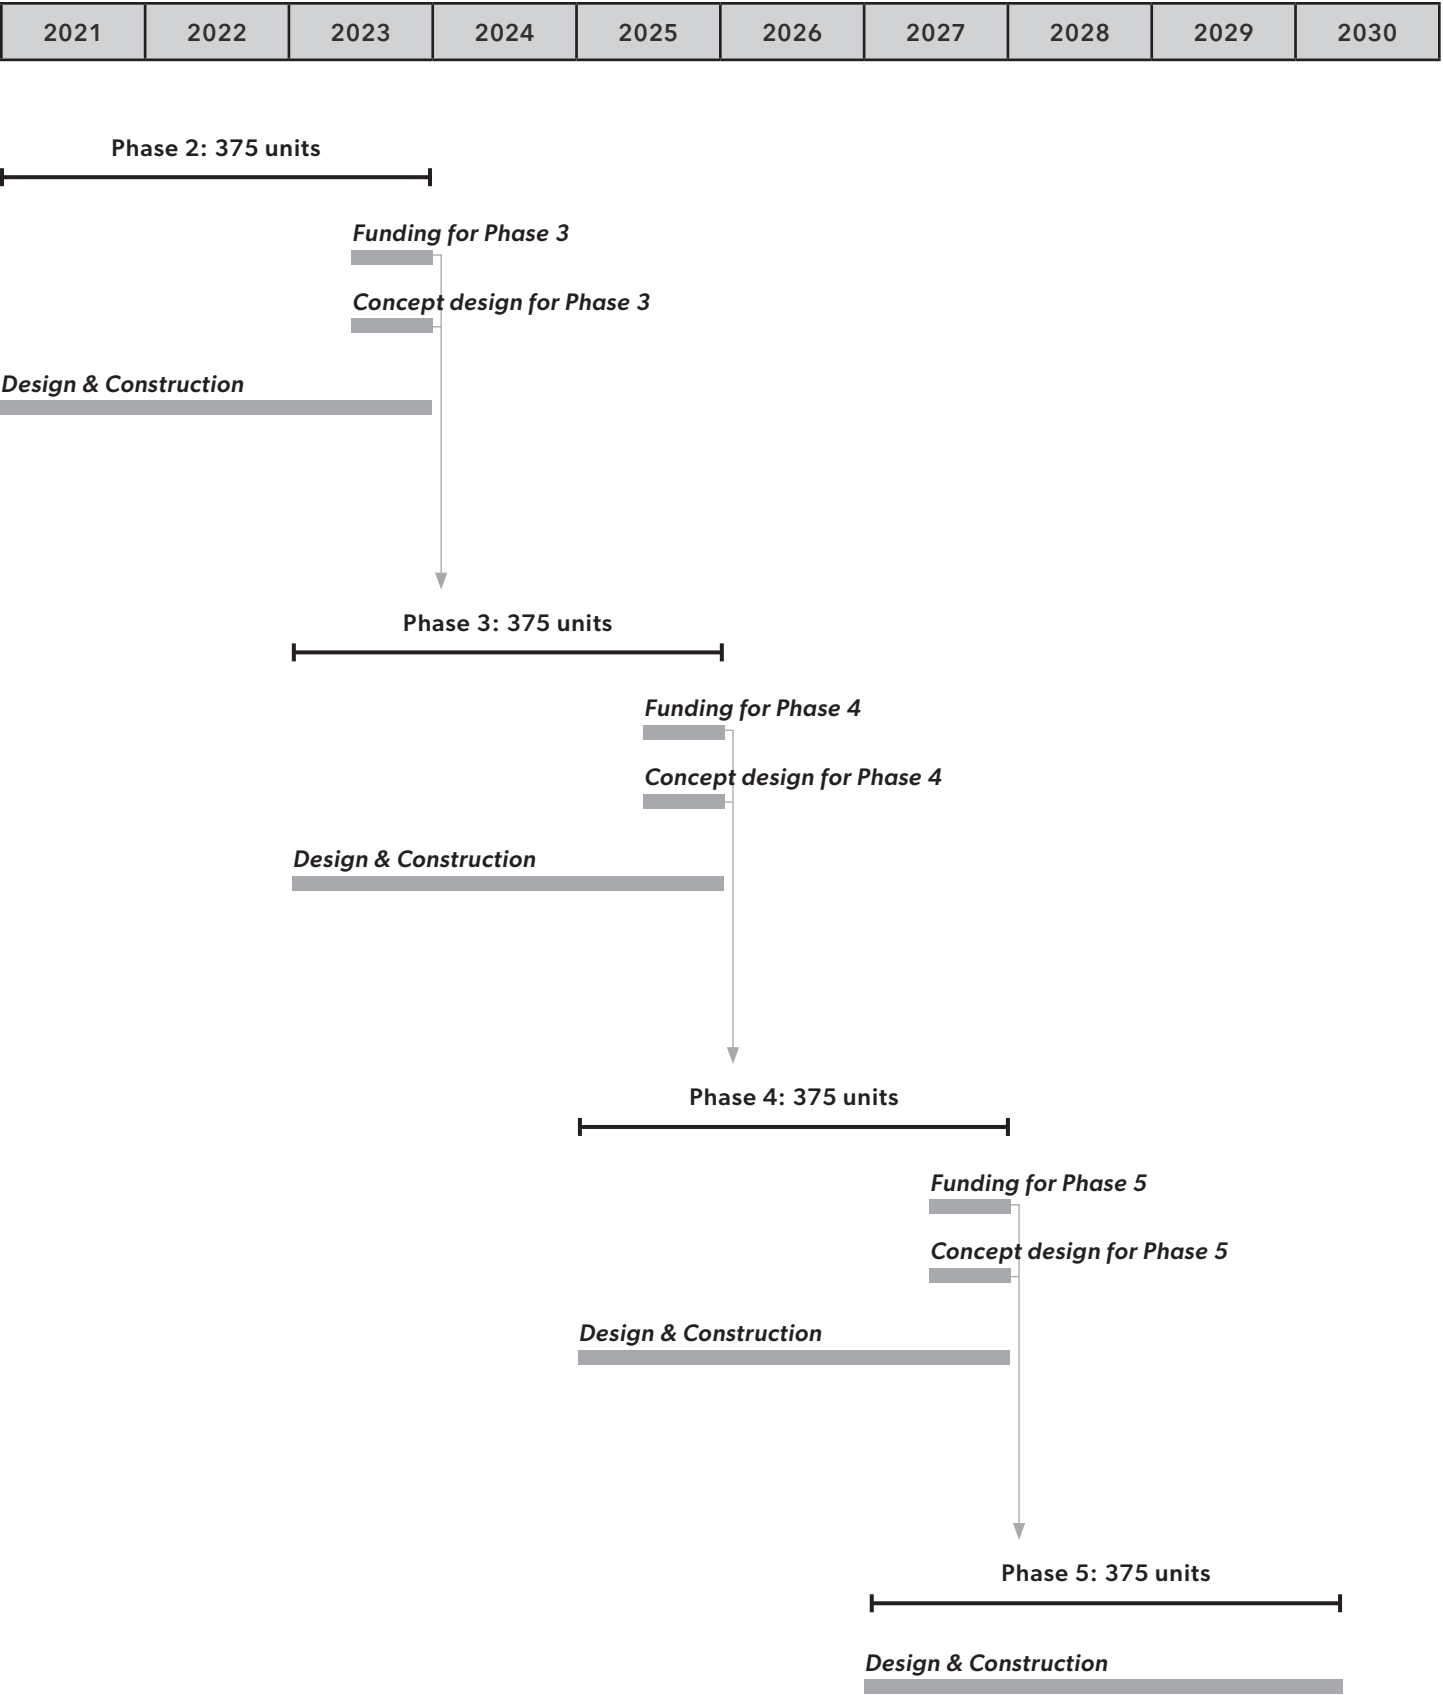 2021 2022 2023 2024 2025 2026 2027 2028 2029 2030
Phase 2: 375 units
Funding for Phase 3
Concept design for Phase 3
Design & Construction
Phase 3: 375 units
Funding for Phase 4
Concept design for Phase 4
Design & Construction
Phase 4: 375 units
Funding for Phase 5
Concept design for Phase 5
Design & Construction
Phase 5: 375 units
Design & Construction